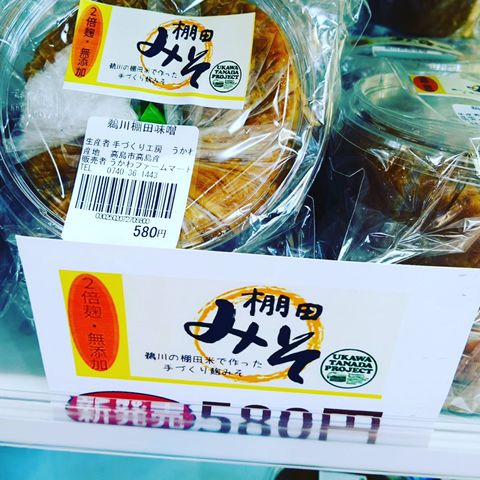 2倍麹・無添加
棚田
みそ
鵜川の棚田米で作った
手づくり麹みそ
UKAWA
TANADA
PROJECT
鵜川棚田味噌
生産者 手づくり工房 うかわ
産地 高島市高島産
販売者 うかわファームマート
TEL 0740 36 1443
580円
2倍麹・無添加
棚田
みそ
鵜川の棚田米で作った
手づくり麹みそ
UKAWA
TANADA
PROJECT
新発売 580円